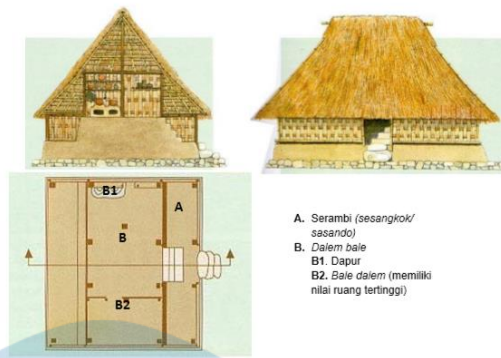 B1
A
B
B2
A. Serambi (sesangkok/
sasando)
B. Dalem bale
B1. Dapur
B2. Bale dalem (memiliki
nilai ruang tertinggi)